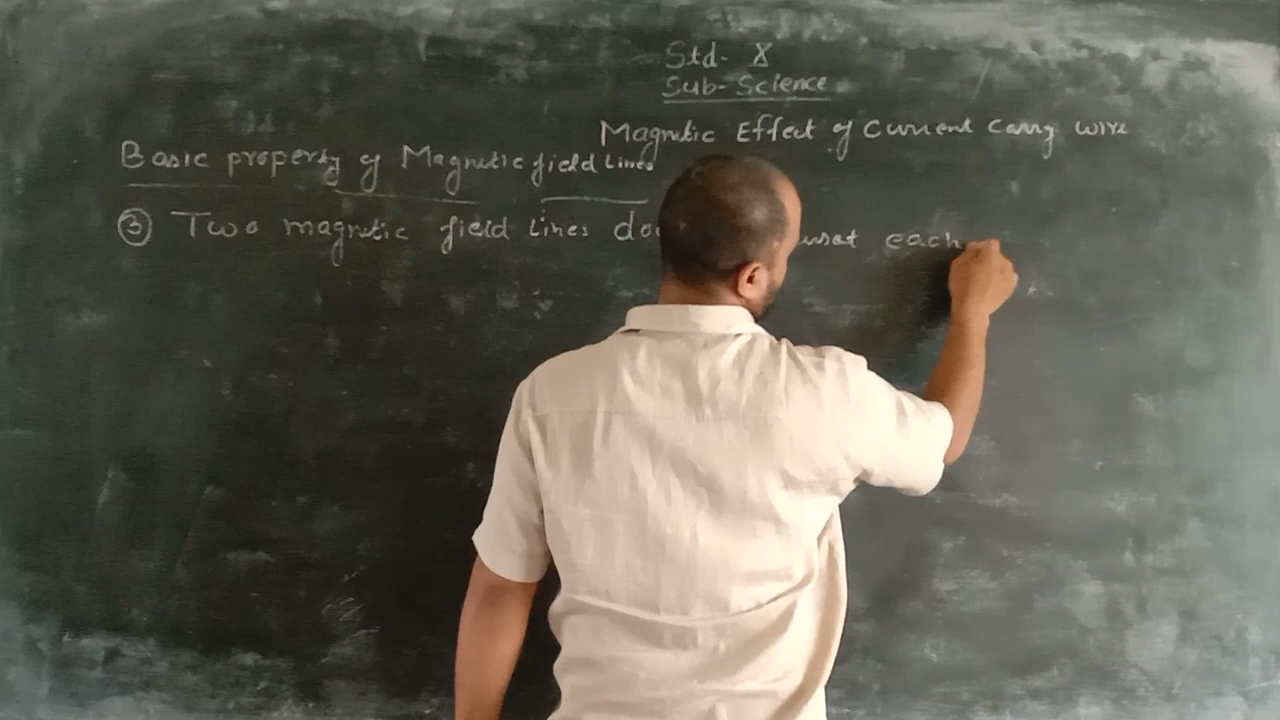 Std- X
Sub-Science
Magnetic Effect of Current Carry wire
Basic property of Magnetic field Lines
③ Two magnetic field lines do each